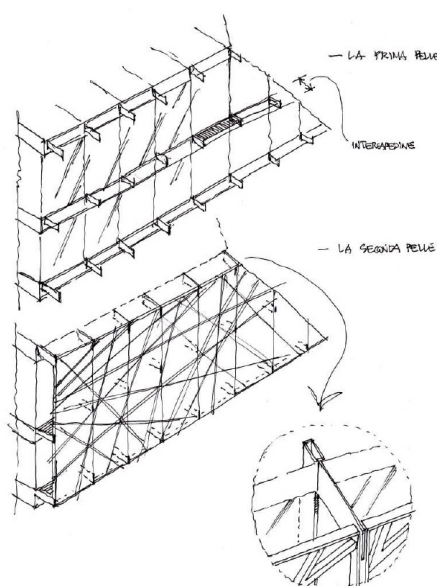 — LA PRIMA PELLE
INTERCAPEDINE
— LA SECONDA PELLE